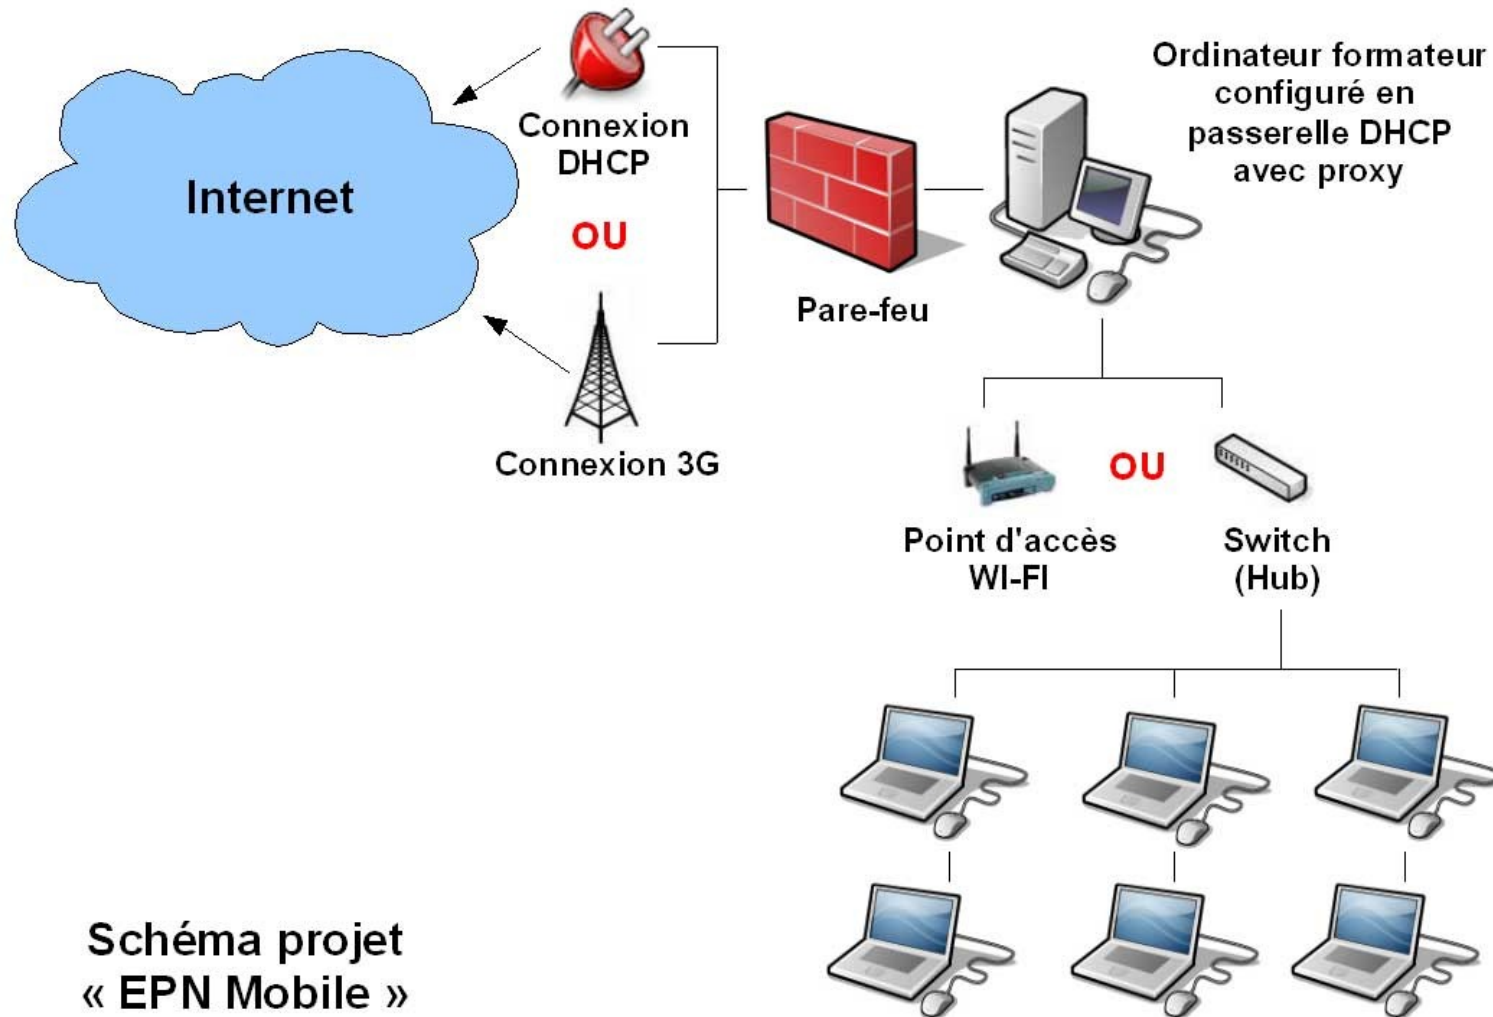 Internet
Connexion
DHCP
OU
Connexion 3G
Pare-feu
Ordinateur formateur
configuré en
passerelle DHCP
avec proxy
Point d'accès
WI-FI
OU
Switch
(Hub)
Schéma projet
« EPN Mobile »